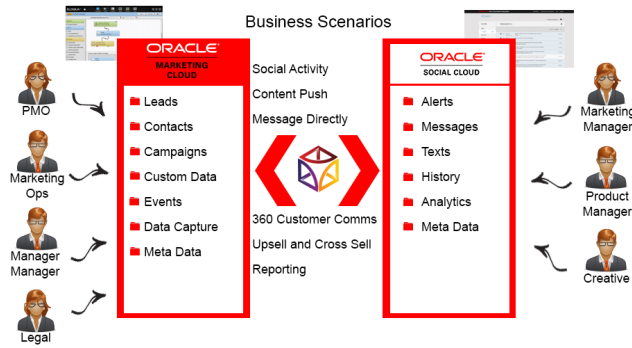 Business Scenarios
ORACLE
MARKETING
CLOUD
Leads
Contacts
Campaigns
Custom Data
Events
Data Capture
Meta Data
Social Activity
Content Push
Message Directly
360 Customer Comms
Upsell and Cross Sell
Reporting
ORACLE
SOCIAL CLOUD
Alerts
Messages
Texts
History
Analytics
Meta Data
PMO
Marketing
Ops
Manager
Manager
Legal
Marketing
Manager
Product
Manager
Creative